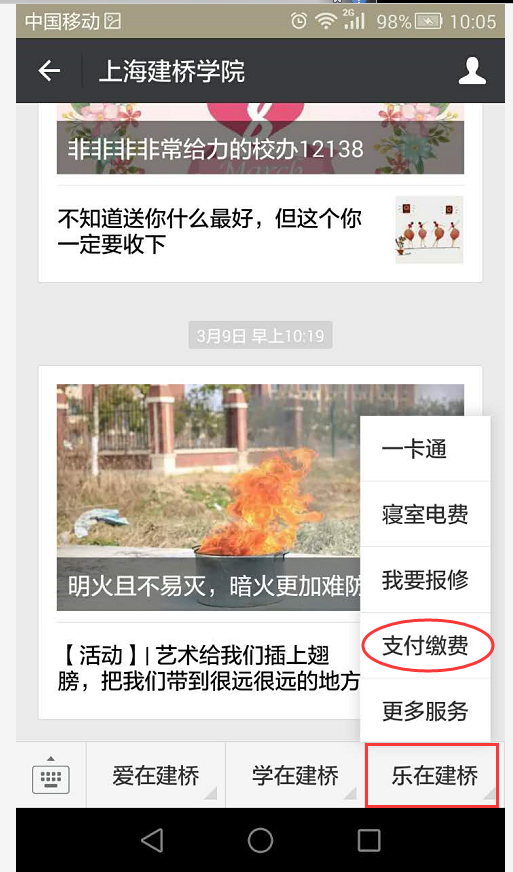 中国移动
2G
98%
10:05
上海建桥学院
非非非非常给力的校办12138
March
不知道送你什么最好，但这个你
一定要收下
3月9日 早上10:19
明火且不易灭，暗火更加难防
【 活动 】| 艺术给我们插上翅
膀，把我们带到很远很远的地方
一卡通
寝室电费
我要报修
支付缴费
更多服务
爱在建桥
学在建桥
乐在建桥